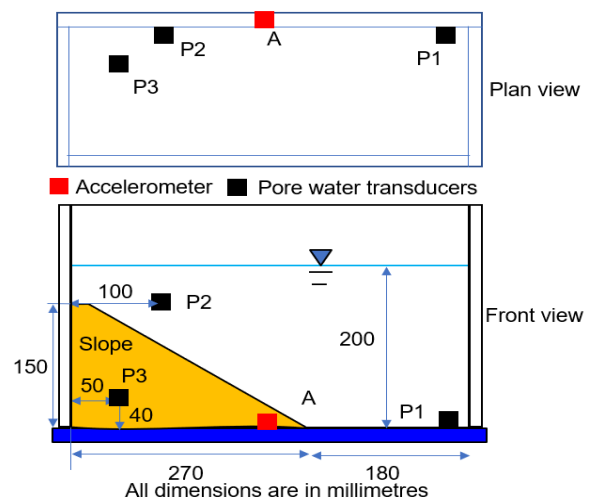 P2
A
P1
P3
Plan view
Accelerometer
Pore water transducers
100
P2
Front view
200
Slope
150
P3
50
A
40
P1
270
180
All dimensions are in millimetres